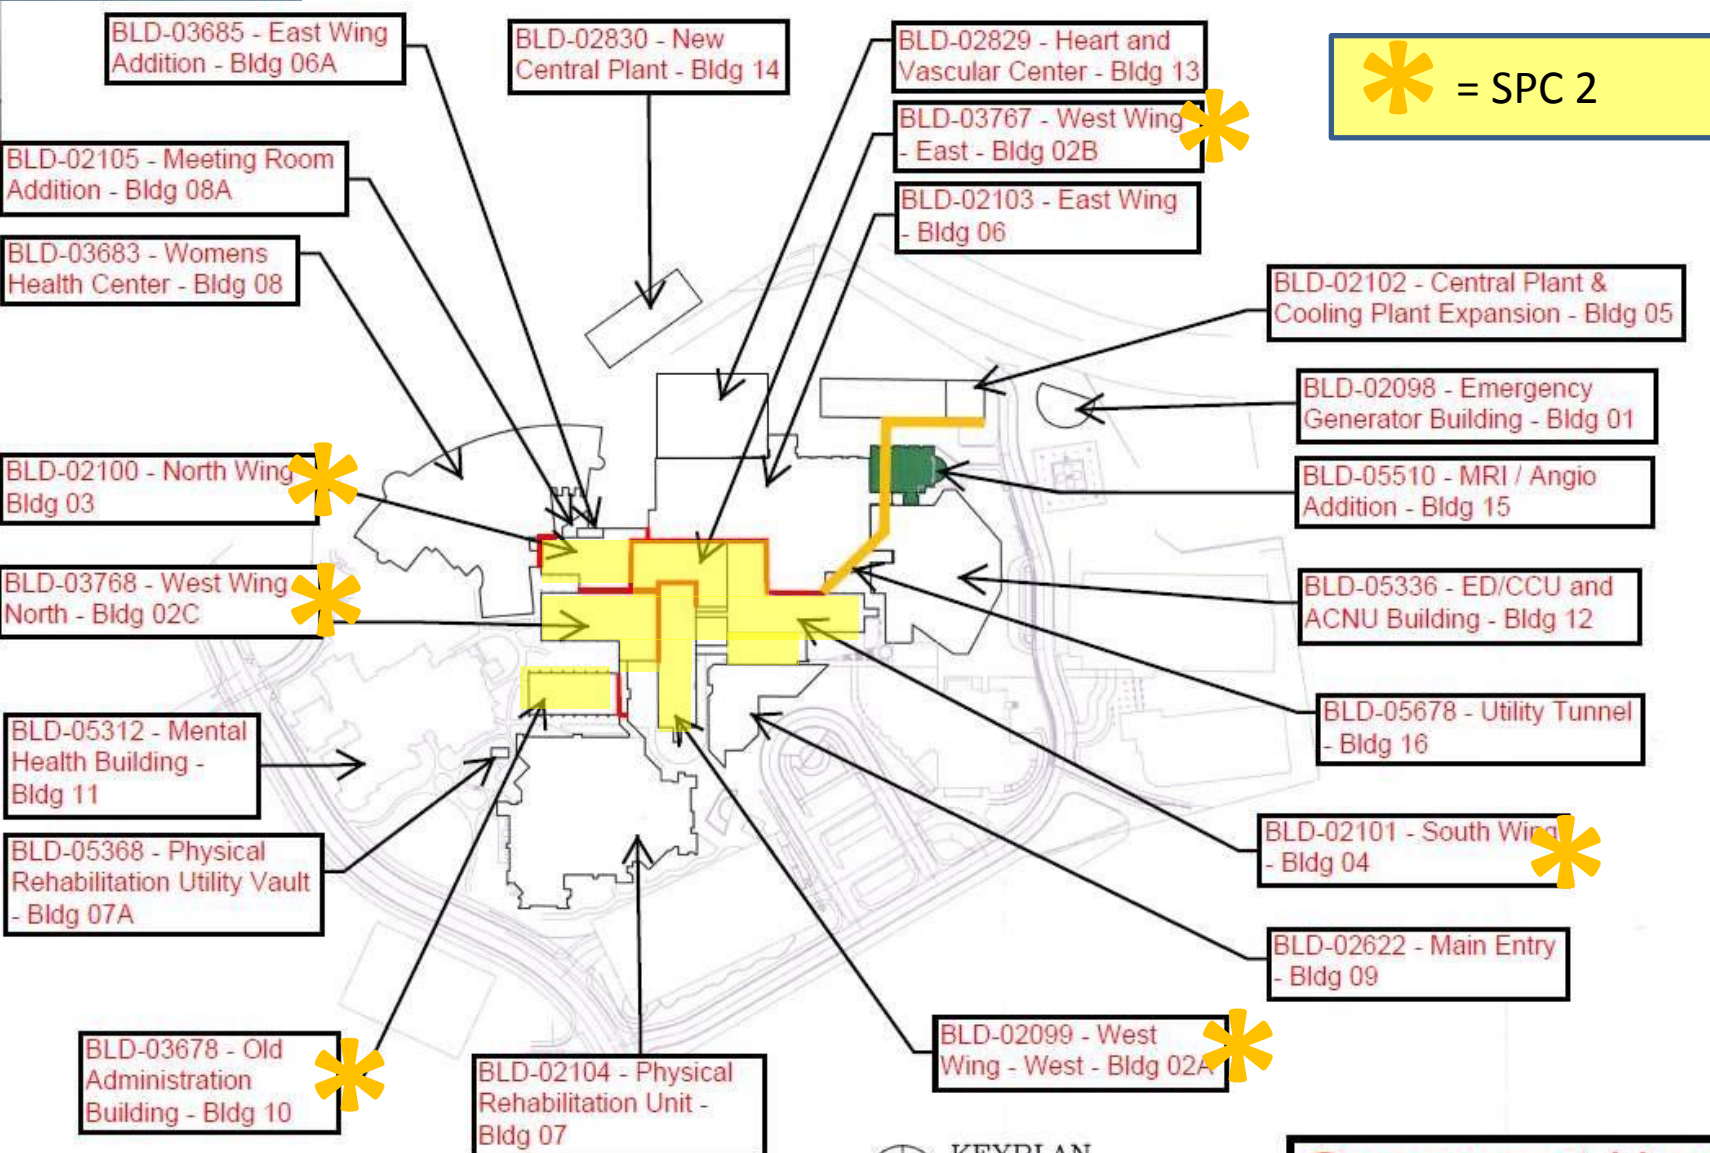 BLD-03685 - East Wing
Addition - Bldg 06A
BLD-02830 - New
Central Plant - Bldg 14
BLD-02829 - Heart and
Vascular Center - Bldg 13
= SPC 2
BLD-03767 - West Wing
- East - Bldg 02B
BLD-02105 - Meeting Room
Addition - Bldg 08A
BLD-02103 - East Wing
- Bldg 06
BLD-03683 - Womens
Health Center - Bldg 08
BLD-02102 - Central Plant &
Cooling Plant Expansion - Bldg 05
BLD-02098 - Emergency
Generator Building - Bldg 01
BLD-02100 - North Wing
Bldg 03
BLD-05510 - MRI / Angio
Addition - Bldg 15
BLD-03768 - West Wing
North - Bldg 02C
BLD-05336 - ED/CCU and
ACNU Building - Bldg 12
BLD-05678 - Utility Tunnel
- Bldg 16
BLD-05312 - Mental
Health Building -
Bldg 11
BLD-02101 - South Wing
- Bldg 04
BLD-05368 - Physical
Rehabilitation Utility Vault
- Bldg 07A
BLD-02622 - Main Entry
- Bldg 09
BLD-02099 - West
Wing - West - Bldg 02A
BLD-03678 - Old
Administration
Building - Bldg 10
BLD-02104 - Physical
Rehabilitation Unit -
Bldg 07
KEYPLAN